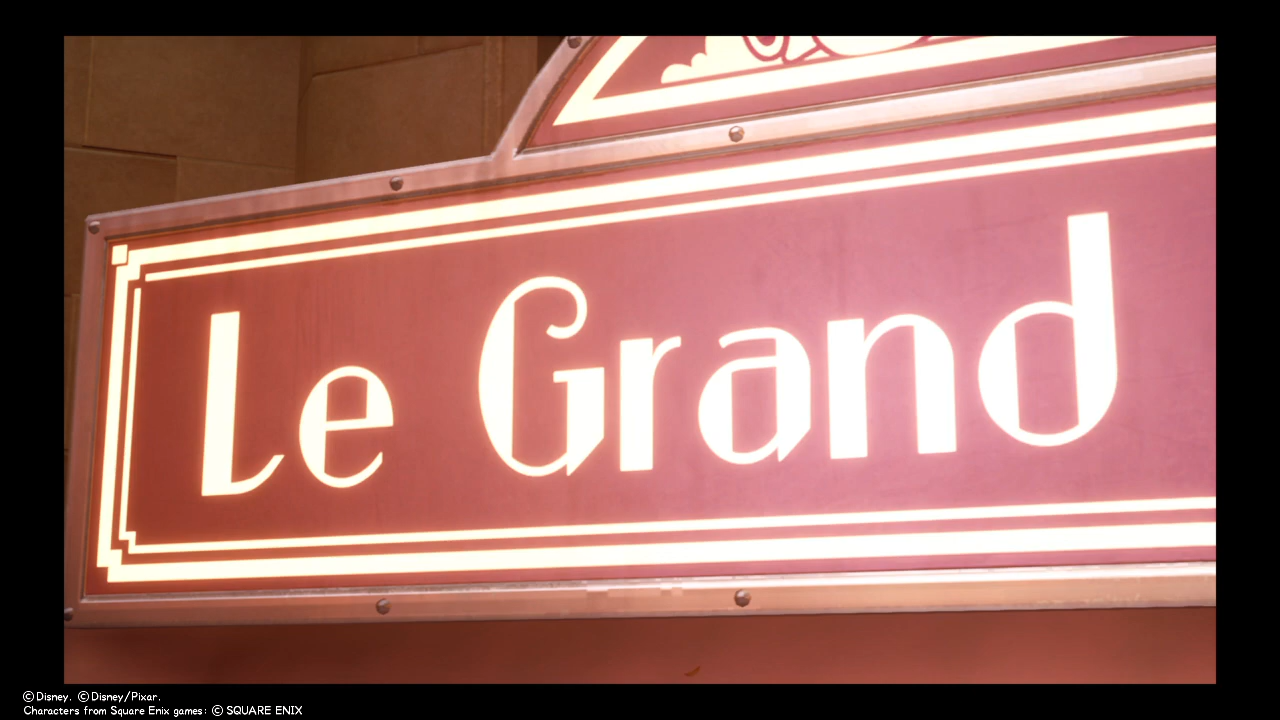 Le Grand
©Disney. ©Disney/Pixar.
Characters from Square Enix games: © SQUARE ENIX